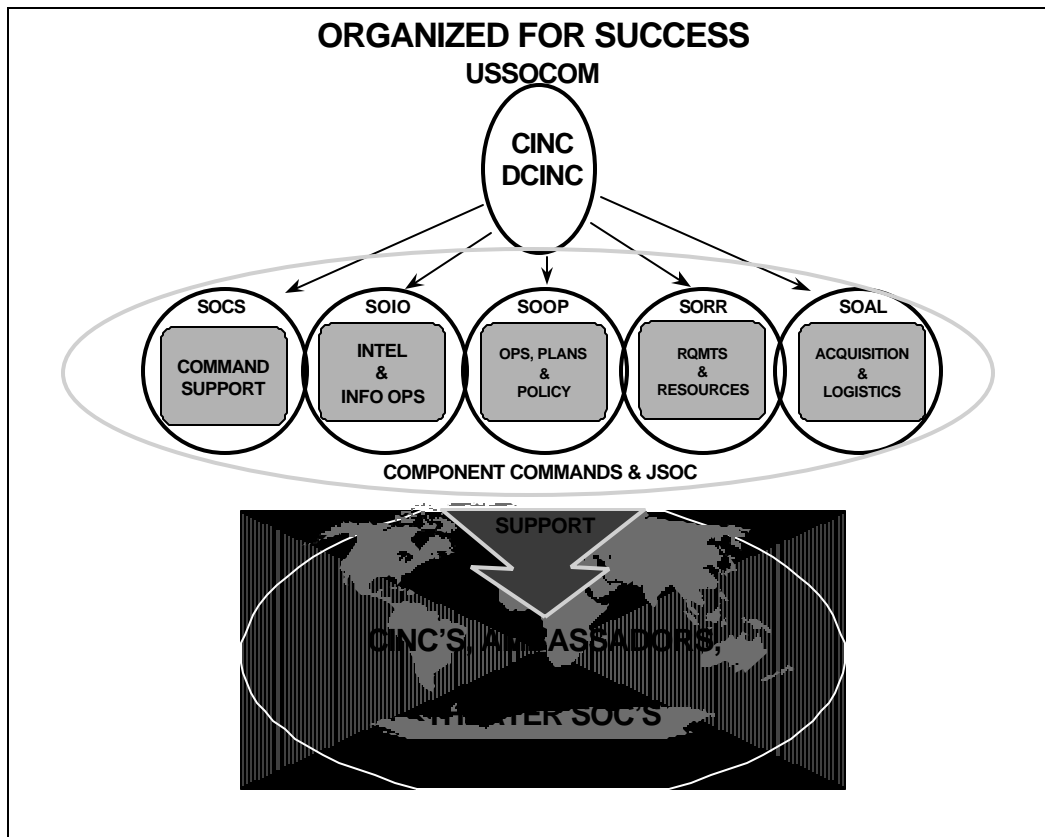 ORGANIZED FOR SUCCESS
USSOCOM
CINC
DCINC
SOCS
COMMAND
SUPPORT
SOIO
INTEL
&
INFO OPS
SOOP
OPS, PLANS
&
POLICY
SORR
RQMTS
&
RESOURCES
SOAL
ACQUISITION
&
LOGISTICS
COMPONENT COMMANDS & JSOC
SUPPORT
CINC'S, AMBASSADORS,
THEATER SOC'S